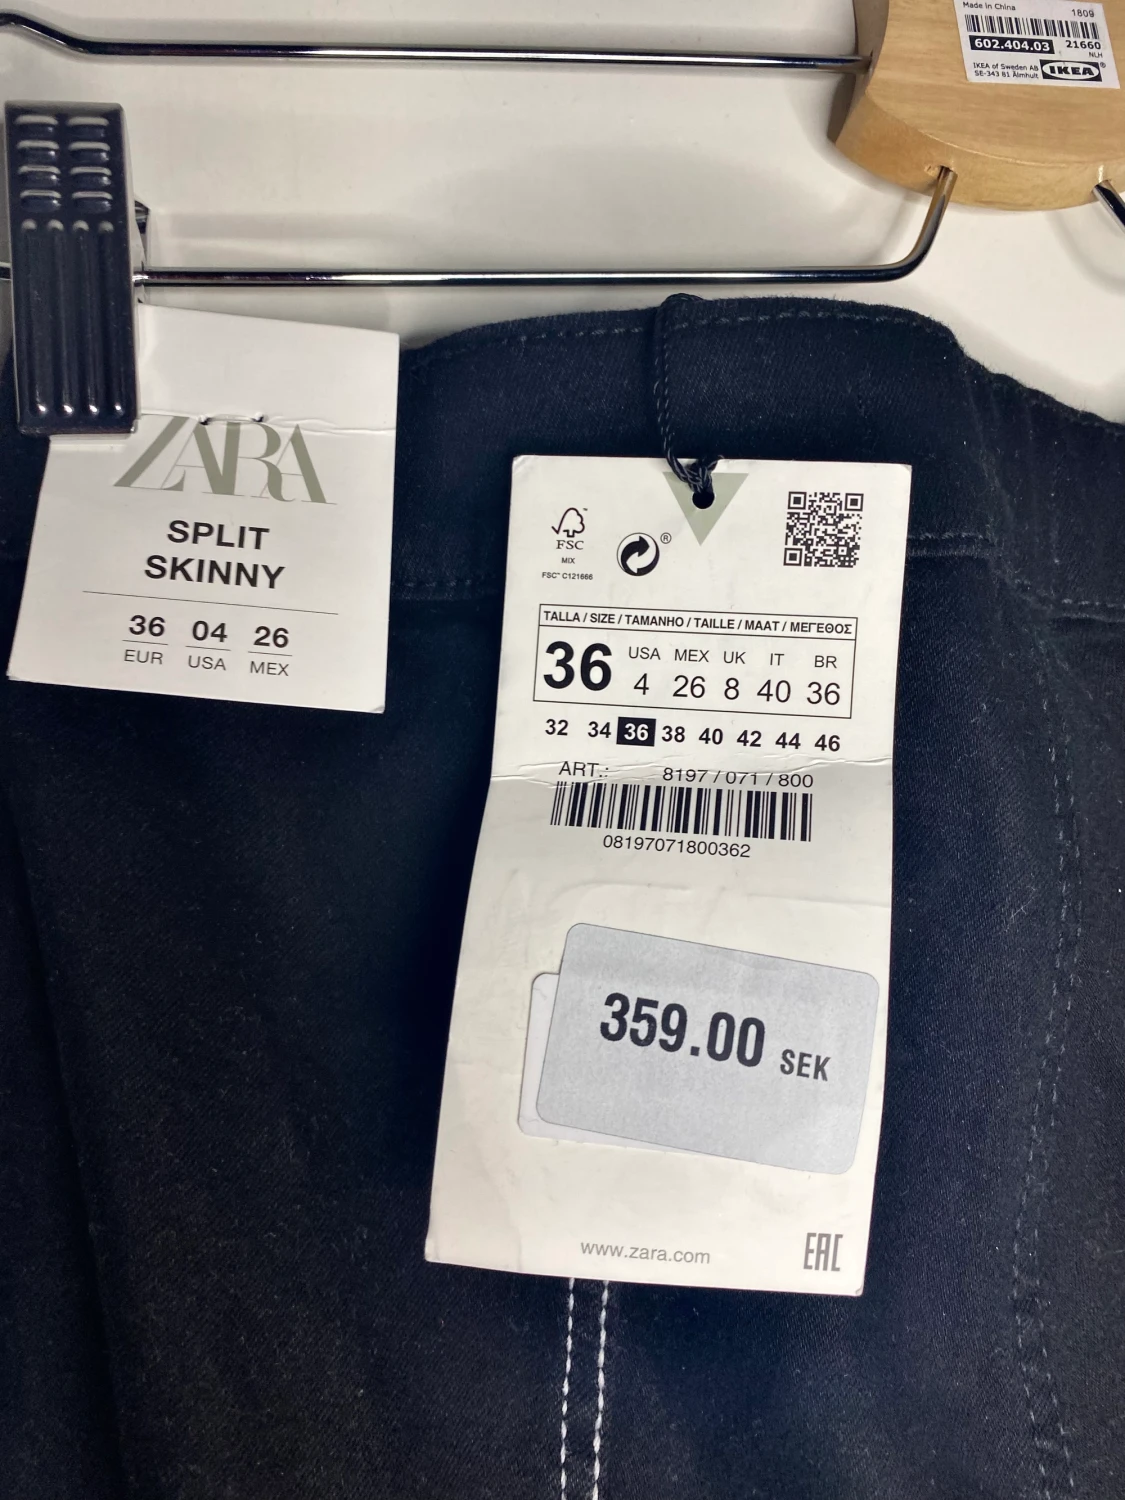 Made in China
1809
602.404.03 21660
NLH
IKEA of Sweden AB
SE-343 81 Älmhult
IKEA®
ZARA
SPLIT
SKINNY
36 04 26
EUR USA MEX
FSC™
MIX
FSC™ C121666
®
TALLA / SIZE / TAMANHO / TAILLE / MAAT / ΜΕΓΕΘΟΣ
36
USA MEX UK IT BR
4 26 8 40 36
32 34 36 38 40 42 44 46
ART.: 8197 / 071 / 800
08197071800362
359.00 SEK
www.zara.com
EAC